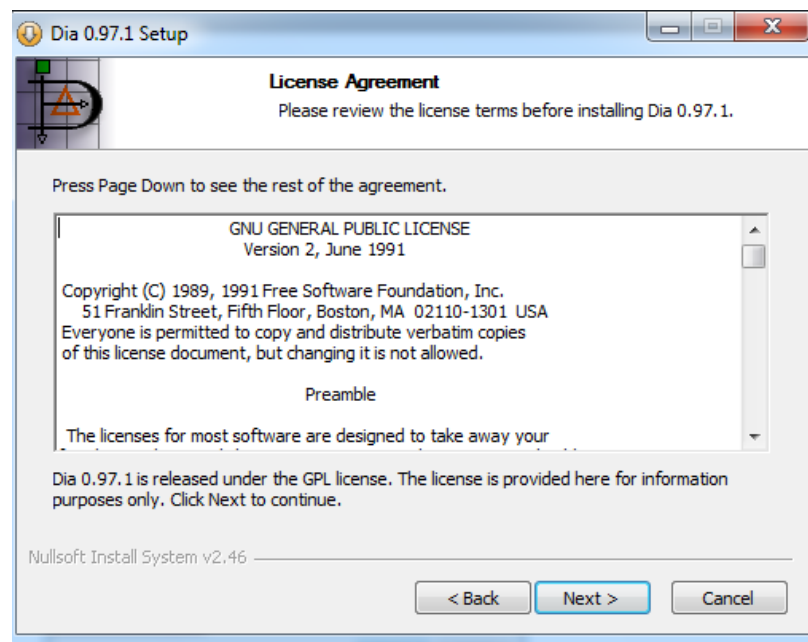 Dia 0.97.1 Setup
License Agreement
Please review the license terms before installing Dia 0.97.1.
Press Page Down to see the rest of the agreement.
GNU GENERAL PUBLIC LICENSE
Version 2, June 1991
Copyright (C) 1989, 1991 Free Software Foundation, Inc.
51 Franklin Street, Fifth Floor, Boston, MA 02110-1301 USA
Everyone is permitted to copy and distribute verbatim copies
of this license document, but changing it is not allowed.
Preamble
The licenses for most software are designed to take away your
Dia 0.97.1 is released under the GPL license. The license is provided here for information
purposes only. Click Next to continue.
Nullsoft Install System v2.46
< Back Next > Cancel